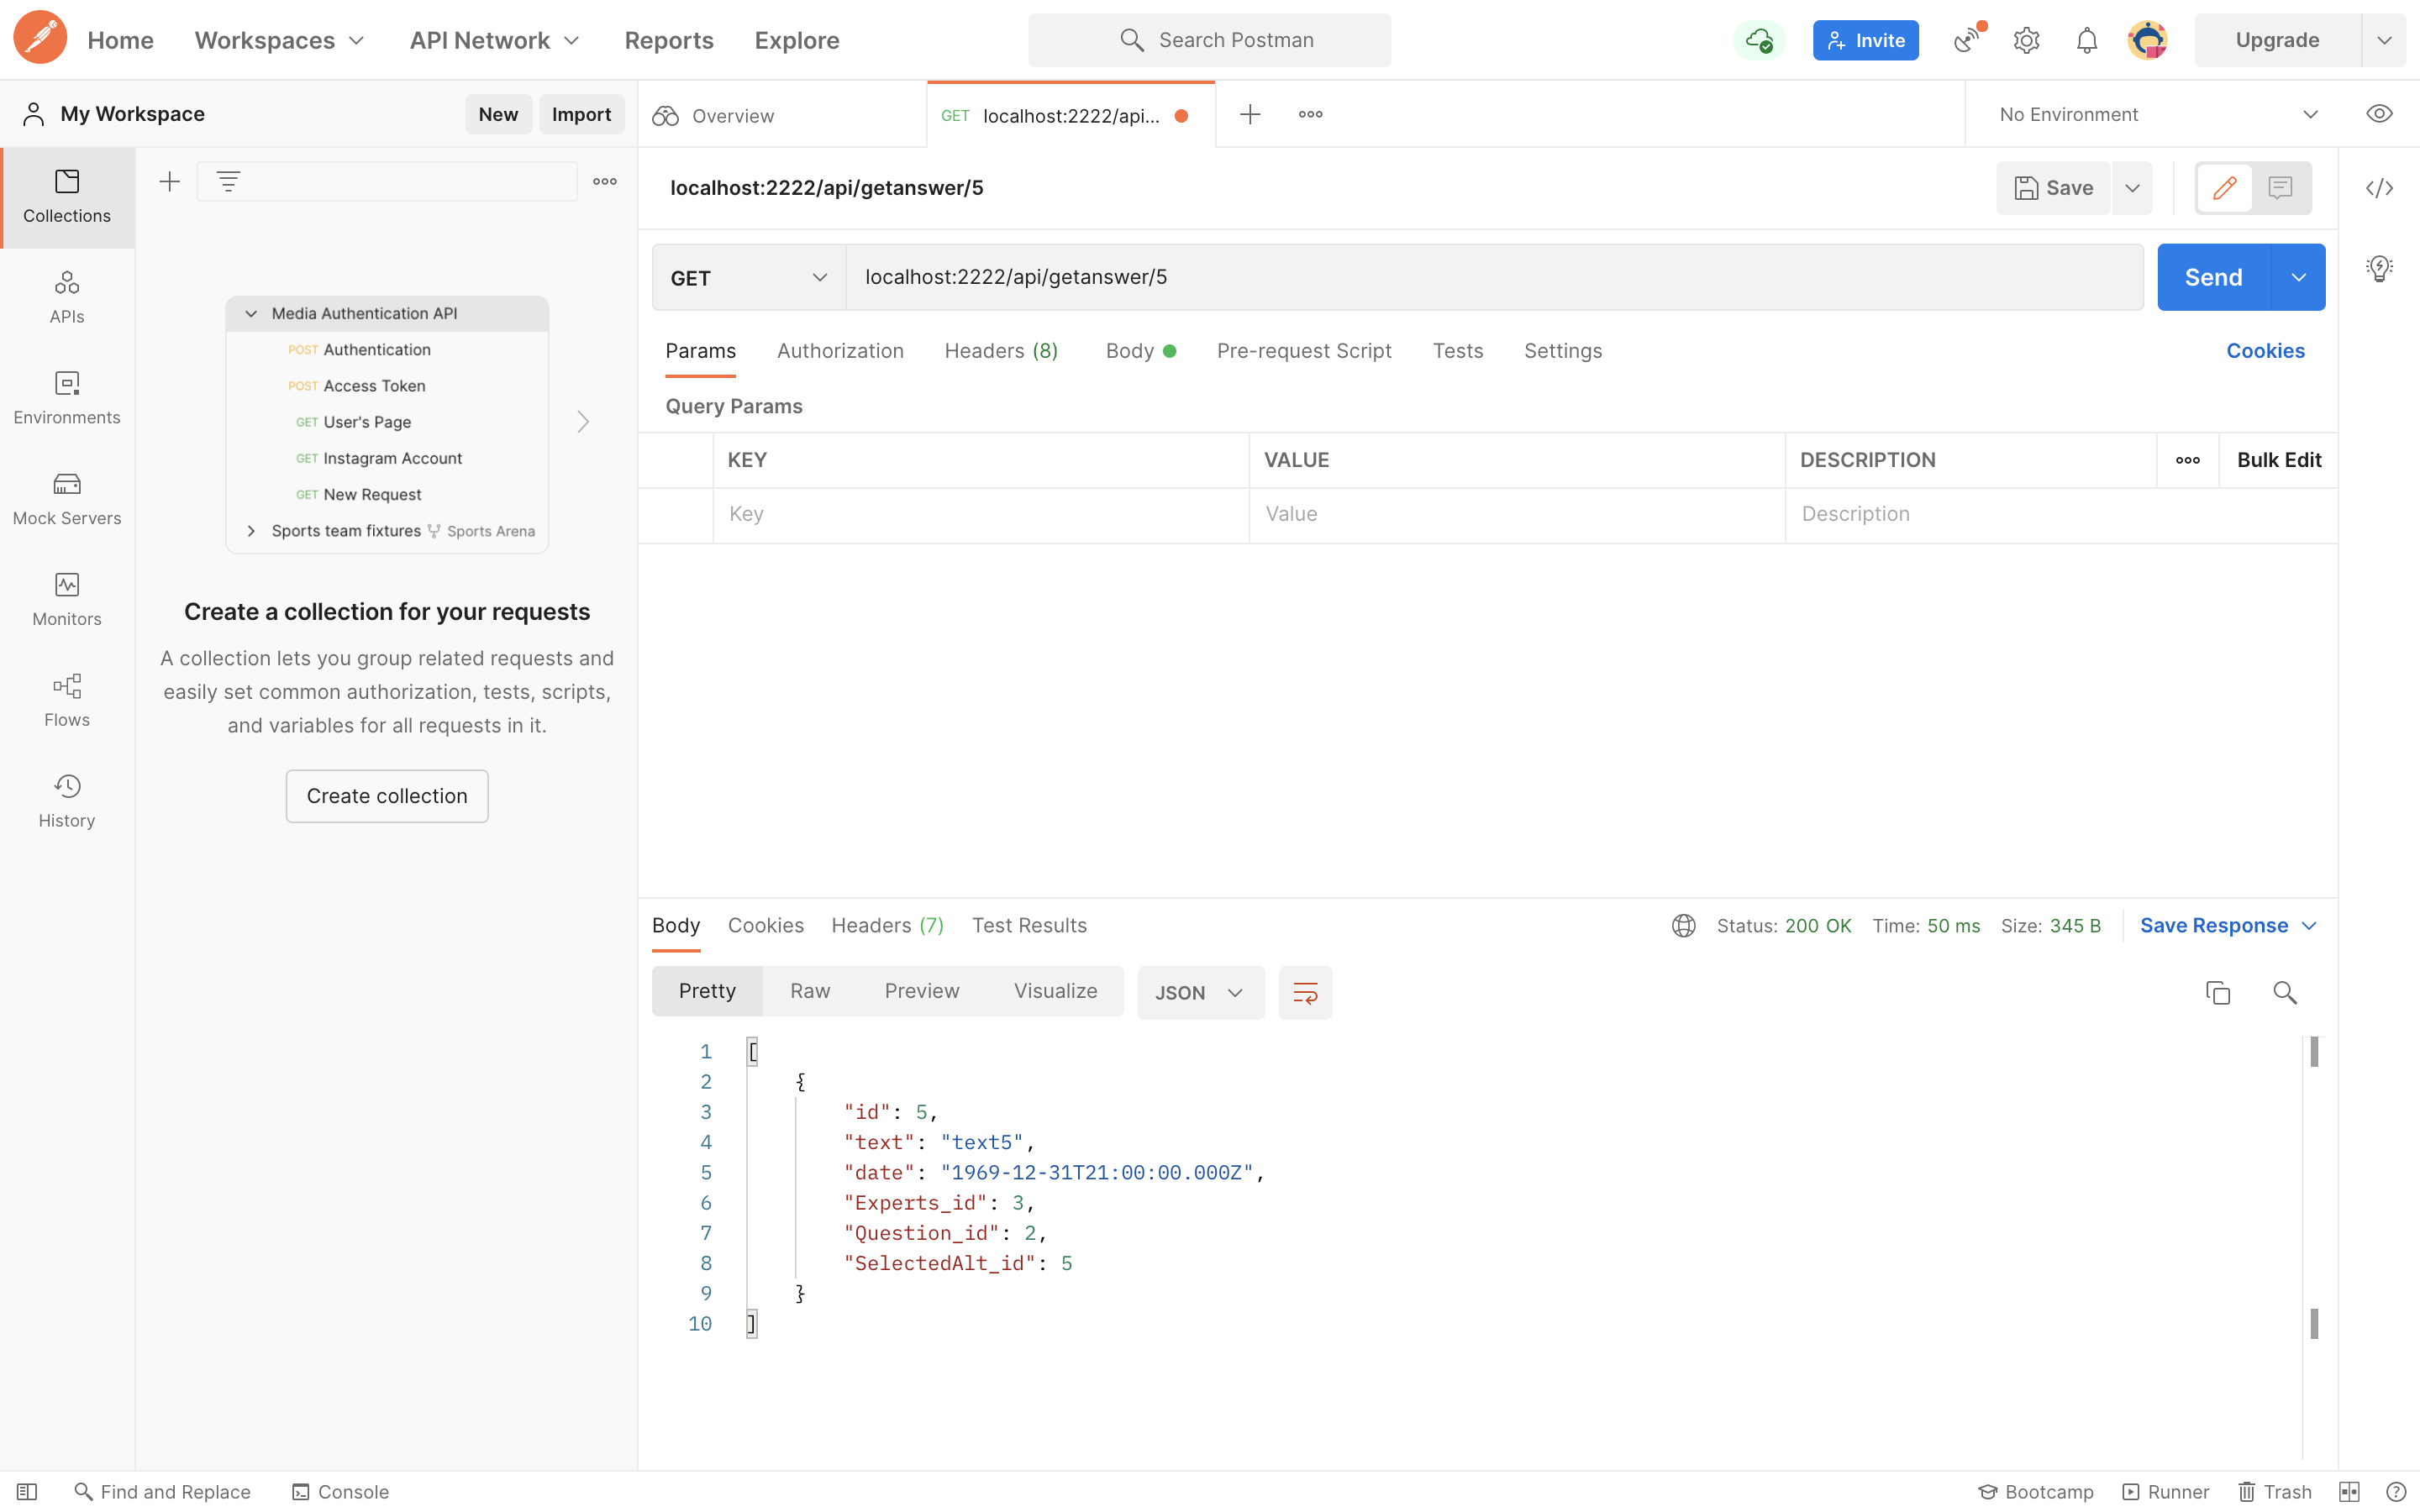 Home Workspaces API Network Reports Explore Search Postman Invite Upgrade
My Workspace New Import Overview GET localhost:2222/api... No Environment
Collections
APIs
Environments
Mock Servers
Monitors
Flows
History
Media Authentication API
POST Authentication
POST Access Token
GET User's Page
GET Instagram Account
GET New Request
Sports team fixtures Sports Arena
Create a collection for your requests
A collection lets you group related requests and
easily set common authorization, tests, scripts,
and variables for all requests in it.
Create collection
localhost:2222/api/getanswer/5 Save
GET localhost:2222/api/getanswer/5 Send
Params Authorization Headers (8) Body Pre-request Script Tests Settings Cookies
Query Params
KEY VALUE DESCRIPTION Bulk Edit
Key Value Description
Body Cookies Headers (7) Test Results Status: 200 OK Time: 50 ms Size: 345 B Save Response
Pretty Raw Preview Visualize JSON
1 [
2 {
3 "id": 5,
4 "text": "text5",
5 "date": "1969-12-31T21:00:00.000Z",
6 "Experts_id": 3,
7 "Question_id": 2,
8 "SelectedAlt_id": 5
9 }
10 ]
Find and Replace Console Bootcamp Runner Trash